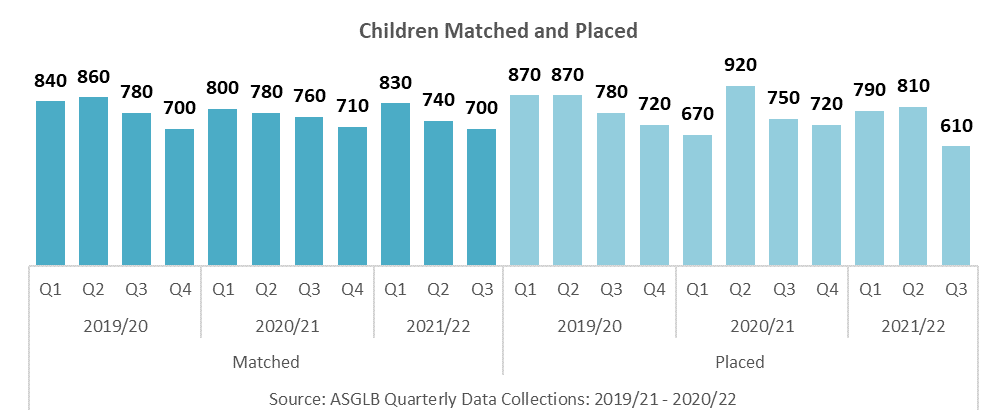 Children Matched and Placed
840 860 780 700 800 780 760 710 830 740 700 870 870 780 720 670 920 750 720 790 810 610
Q1 Q2 Q3 Q4 Q1 Q2 Q3 Q4 Q1 Q2 Q3 Q1 Q2 Q3 Q4 Q1 Q2 Q3 Q4 Q1 Q2 Q3
2019/20 2020/21 2021/22 2019/20 2020/21 2021/22
Matched Placed
Source: ASGLB Quarterly Data Collections: 2019/21 - 2020/22